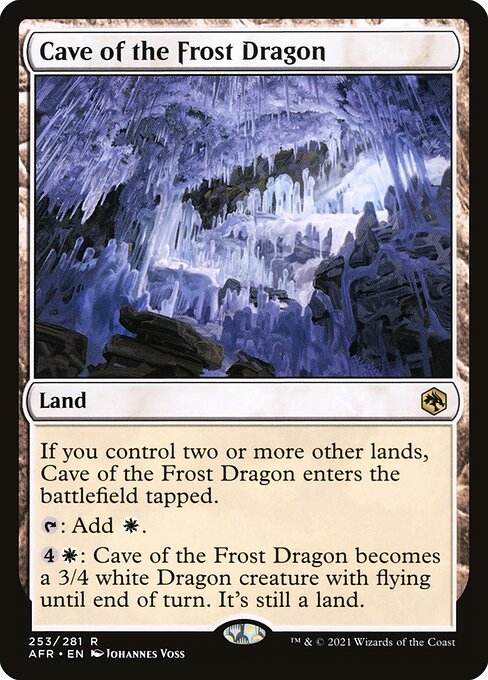 Cave of the Frost Dragon
Land
If you control two or more other lands,
Cave of the Frost Dragon enters the
battlefield tapped.
: Add .
4 : Cave of the Frost Dragon becomes
a 3/4 white Dragon creature with flying
until end of turn. It's still a land.
253/281 R
AFR • EN Johannes Voss
™ & © 2021 Wizards of the Coast